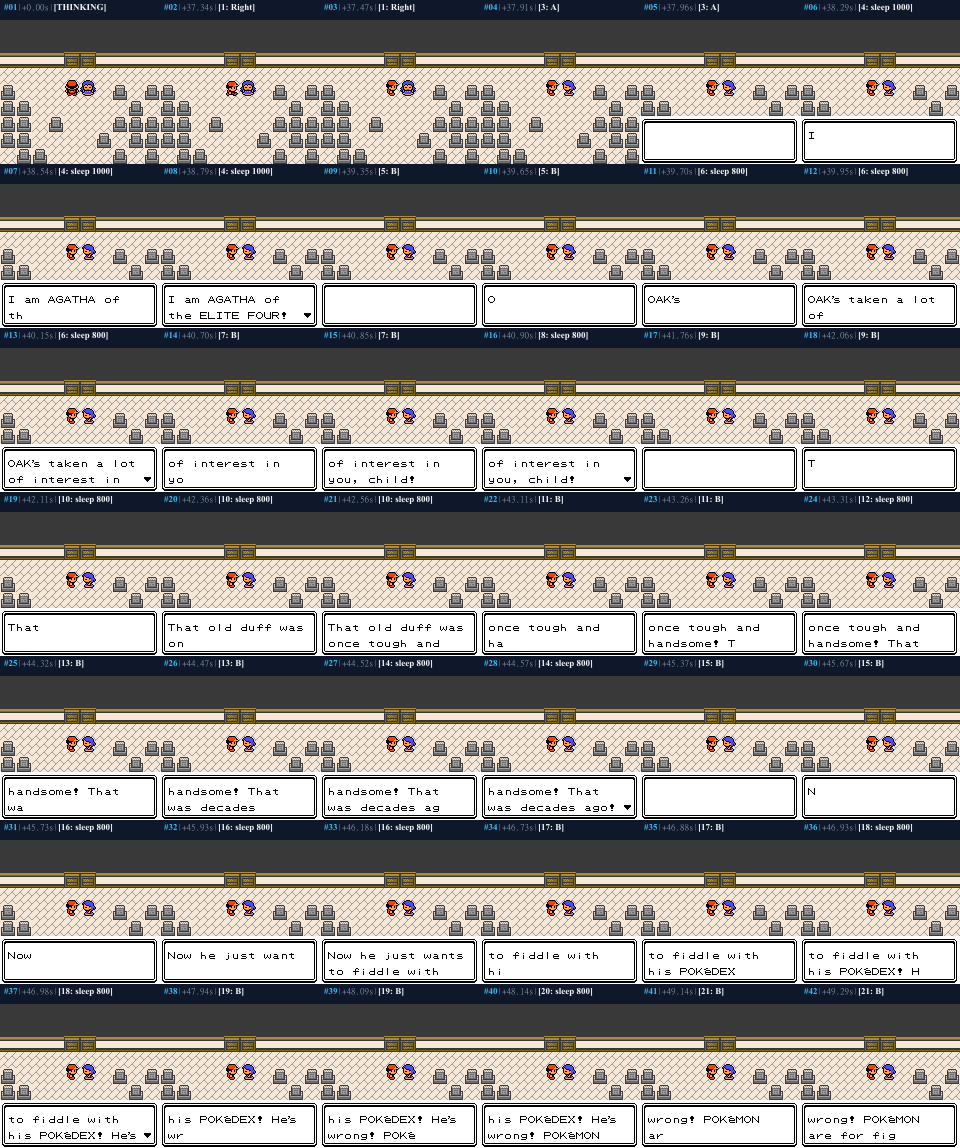 #01|+0.00s| [THINKING]
#02|+37.34s| [1: Right]
#03|+37.47s| [1: Right]
#04|+37.91s| [3: A]
#05|+37.96s| [3: A]
#06|+38.29s| [4: sleep 1000]
I
#07|+38.54s| [4: sleep 1000]
#08|+38.79s| [4: sleep 1000]
#09|+39.35s| [5: B]
#10|+39.65s| [5: B]
#11|+39.70s| [6: sleep 800]
#12|+39.95s| [6: sleep 800]
I am AGATHA of
th
I am AGATHA of
the ELITE FOUR!
O
OAK's
OAK's taken a lot
of
#13|+40.15s| [6: sleep 800]
#14|+40.70s| [7: B]
#15|+40.85s| [7: B]
#16|+40.90s| [8: sleep 800]
#17|+41.76s| [9: B]
#18|+42.06s| [9: B]
OAK's taken a lot
of interest in
of interest in
yo
of interest in
you, child!
of interest in
you, child!
T
#19|+42.11s| [10: sleep 800]
#20|+42.36s| [10: sleep 800]
#21|+42.56s| [10: sleep 800]
#22|+43.11s| [11: B]
#23|+43.26s| [11: B]
#24|+43.31s| [12: sleep 800]
That
That old duff was
on
That old duff was
once tough and
once tough and
ha
once tough and
handsome! T
once tough and
handsome! That
#25|+44.32s| [13: B]
#26|+44.47s| [13: B]
#27|+44.52s| [14: sleep 800]
#28|+44.57s| [14: sleep 800]
#29|+45.37s| [15: B]
#30|+45.67s| [15: B]
handsome! That
wa
handsome! That
was decades
handsome! That
was decades ag
handsome! That
was decades ago!
N
#31|+45.73s| [16: sleep 800]
#32|+45.93s| [16: sleep 800]
#33|+46.18s| [16: sleep 800]
#34|+46.73s| [17: B]
#35|+46.88s| [17: B]
#36|+46.93s| [18: sleep 800]
Now
Now he just want
Now he just wants
to fiddle with
to fiddle with
hi
to fiddle with
his POKéDEX
to fiddle with
his POKéDEX! H
#37|+46.98s| [18: sleep 800]
#38|+47.94s| [19: B]
#39|+48.09s| [19: B]
#40|+48.14s| [20: sleep 800]
#41|+49.14s| [21: B]
#42|+49.29s| [21: B]
to fiddle with
his POKéDEX! He's
his POKéDEX! He's
wr
his POKéDEX! He's
wrong! POKé
his POKéDEX! He's
wrong! POKéMON
wrong! POKéMON
ar
wrong! POKéMON
are for fig